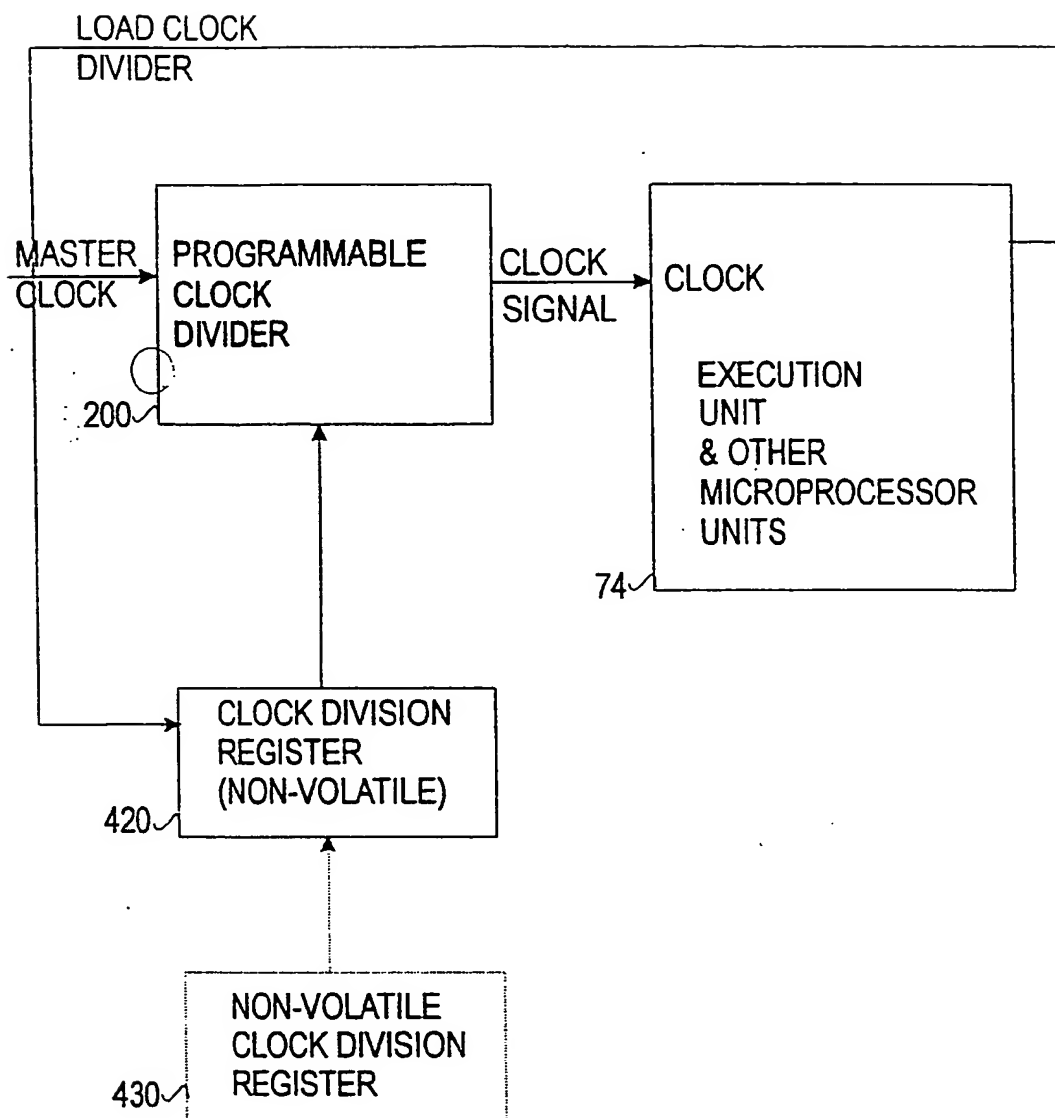 LOAD CLOCK
DIVIDER
MASTER
CLOCK
PROGRAMMABLE
CLOCK
DIVIDER
200
CLOCK
SIGNAL
CLOCK
EXECUTION
UNIT
& OTHER
MICROPROCESSOR
UNITS
74
CLOCK DIVISION
REGISTER
(NON-VOLATILE)
420
NON-VOLATILE
CLOCK DIVISION
REGISTER
430